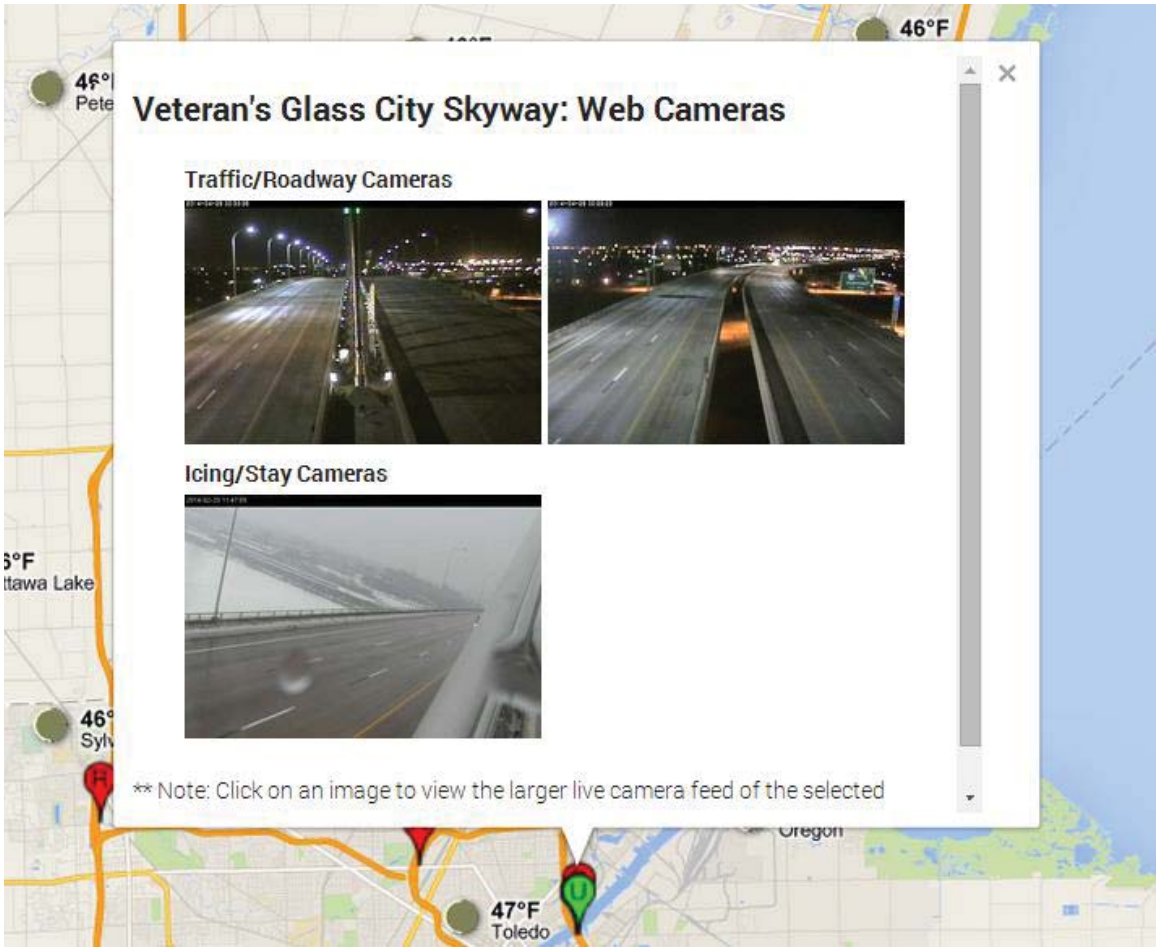 46°F
46°
Pete
Veteran's Glass City Skyway: Web Cameras
Traffic/Roadway Cameras
Icing/Stay Cameras
°F
ttawa Lake
46°
Sylv
H
** Note: Click on an image to view the larger live camera feed of the selected
Oregon
U
47°F
Toledo